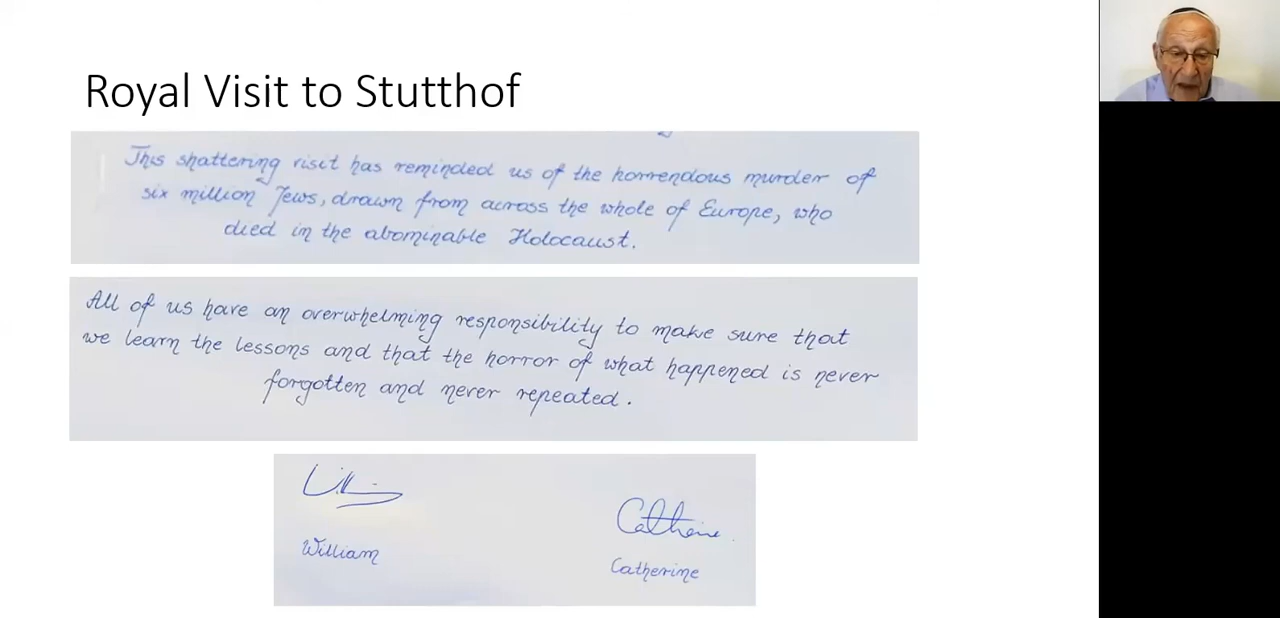 Royal Visit to Stutthof
This shattering visit has reminded us of the horrendous murder of
six million Jews, drawn from across the whole of Europe, who
died in the abominable Holocaust.
All of us have an overwhelming responsibility to make sure that
we learn the lessons and that the horror of what happened is never
forgotten and never repeated.
William
Catherine
William
Catherine